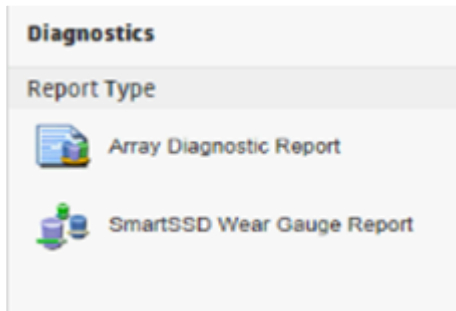 Diagnostics
Report Type
Array Diagnostic Report
SmartSSD Wear Gauge Report